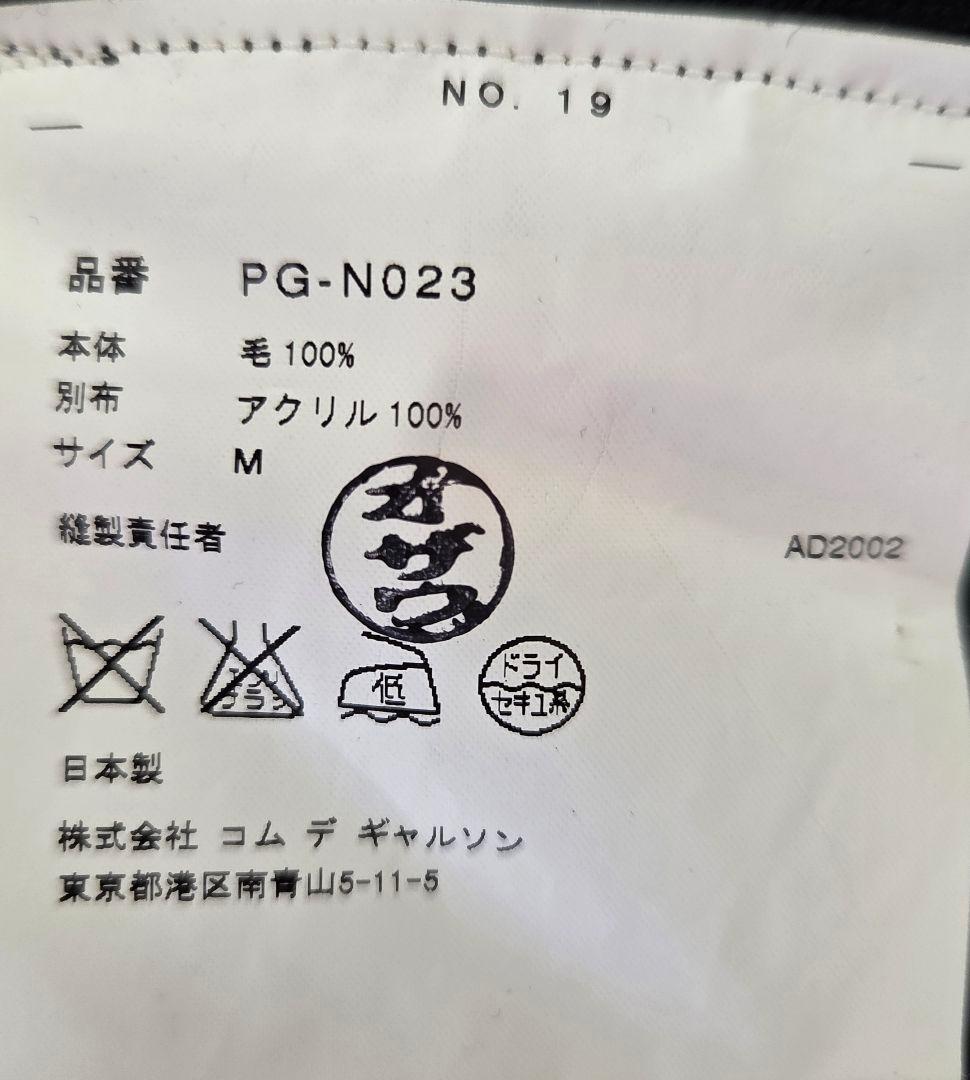 NO. 19
品番 PG-N023
本体 毛 100%
別布 アクリル 100%
サイズ M
縫製責任者 AD2002
低
ドライ
セキユ系
日本製
株式会社 コム デ ギャルソン
東京都港区南青山5-11-5